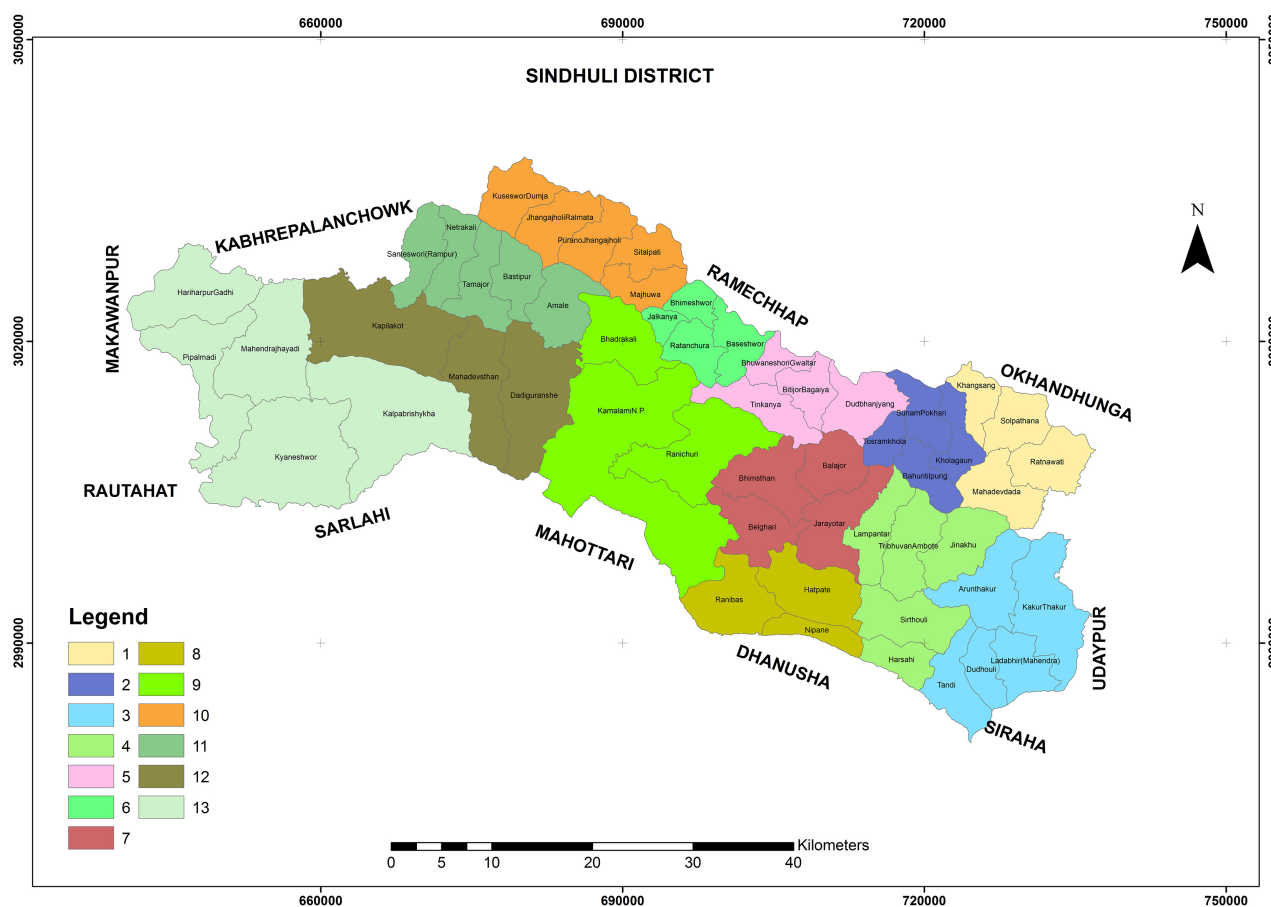 660000
690000
720000
750000
3050000
SINDHULI DISTRICT
KusesworDumja
N
KABHREPALANCHOWK
JhangajholiRalmata
Netrakali
PuranoJhangajholi
Sitalpati
MAKAWANPUR
Santeswori(Rampur)
Bastipur
RAMECHHAP
Tamajor
HariharpurGadhi
Majhuwa
Bhimeshwor
Amale
Jalkanya
3020000
Kapilakot
Bhadrakali
Ratanchura
Baseshwor
Mahendrajhayadi
Pipalmadi
BhuwaneshoriGwaltar
OKHANDHUNGA
Mahadevsthan
BitijorBagaiya
Khangsang
Dadiguranshe
Tinkanya
Dudbhanjyang
KamalamiN.P.
SunamPokhari
Kalpabrishykha
Solpathana
Tosramkhola
Ranichuri
Kyaneshwor
Kholagaun
Ratnawati
Balajor
Bhimsthan
Bahuntilpung
RAUTAHAT
Mahadevdada
SARLAHI
Belghari
Jarayotar
MAHOTTARI
Lampantar
TribhuvanAmbote
Jinakhu
Hatpate
Arunthakur
Ranibas
KakurThakur
Legend
Sirthouli
Nipane
2990000
UDAYPUR
DHANUSHA
Harsahi
Ladabhir(Mahendra)
Dudhouli
Tandi
SIRAHA
1
8
2
9
3
10
4
11
5
12
6
13
7
Kilometers
0
5
10
20
30
40
660000
690000
720000
750000